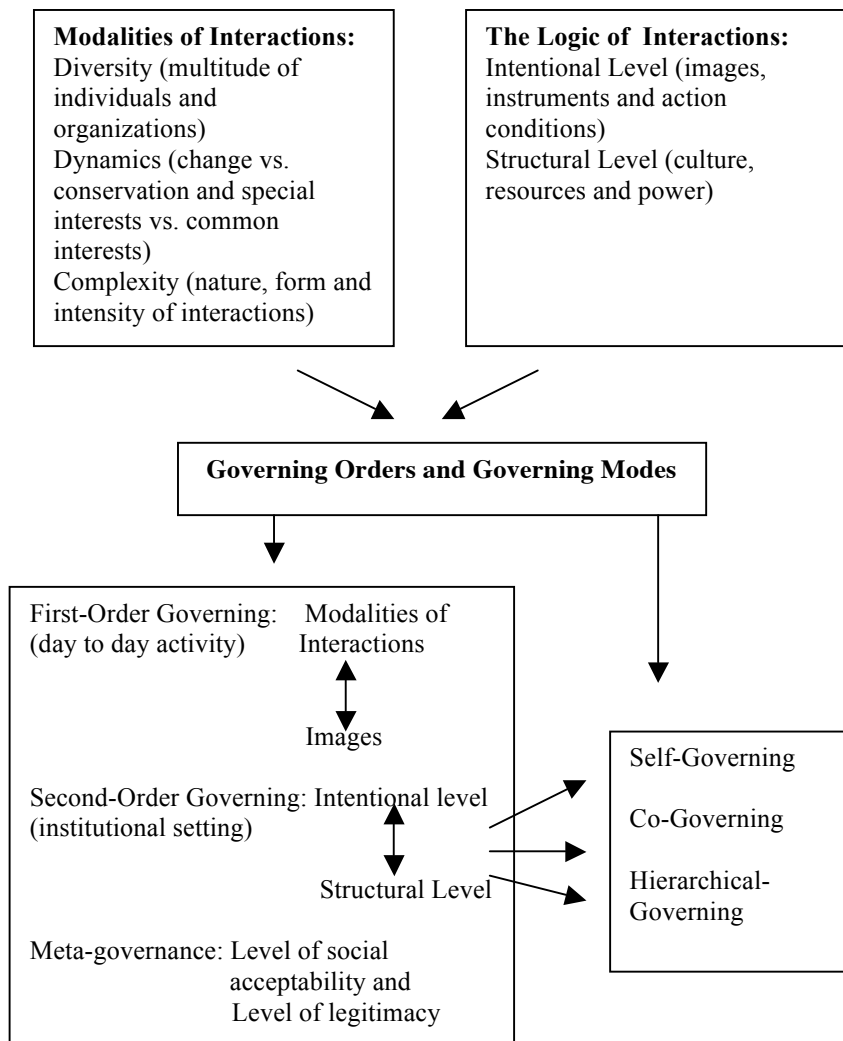 Modalities of Interactions:
Diversity (multitude of
individuals and
organizations)
Dynamics (change vs.
conservation and special
interests vs. common
interests)
Complexity (nature, form and
intensity of interactions)
The Logic of Interactions:
Intentional Level (images,
instruments and action
conditions)
Structural Level (culture,
resources and power)
Governing Orders and Governing Modes
First-Order Governing: Modalities of
(day to day activity) Interactions
Images
Second-Order Governing: Intentional level
(institutional setting)
Structural Level
Meta-governance: Level of social
acceptability and
Level of legitimacy
Self-Governing
Co-Governing
Hierarchical-
Governing